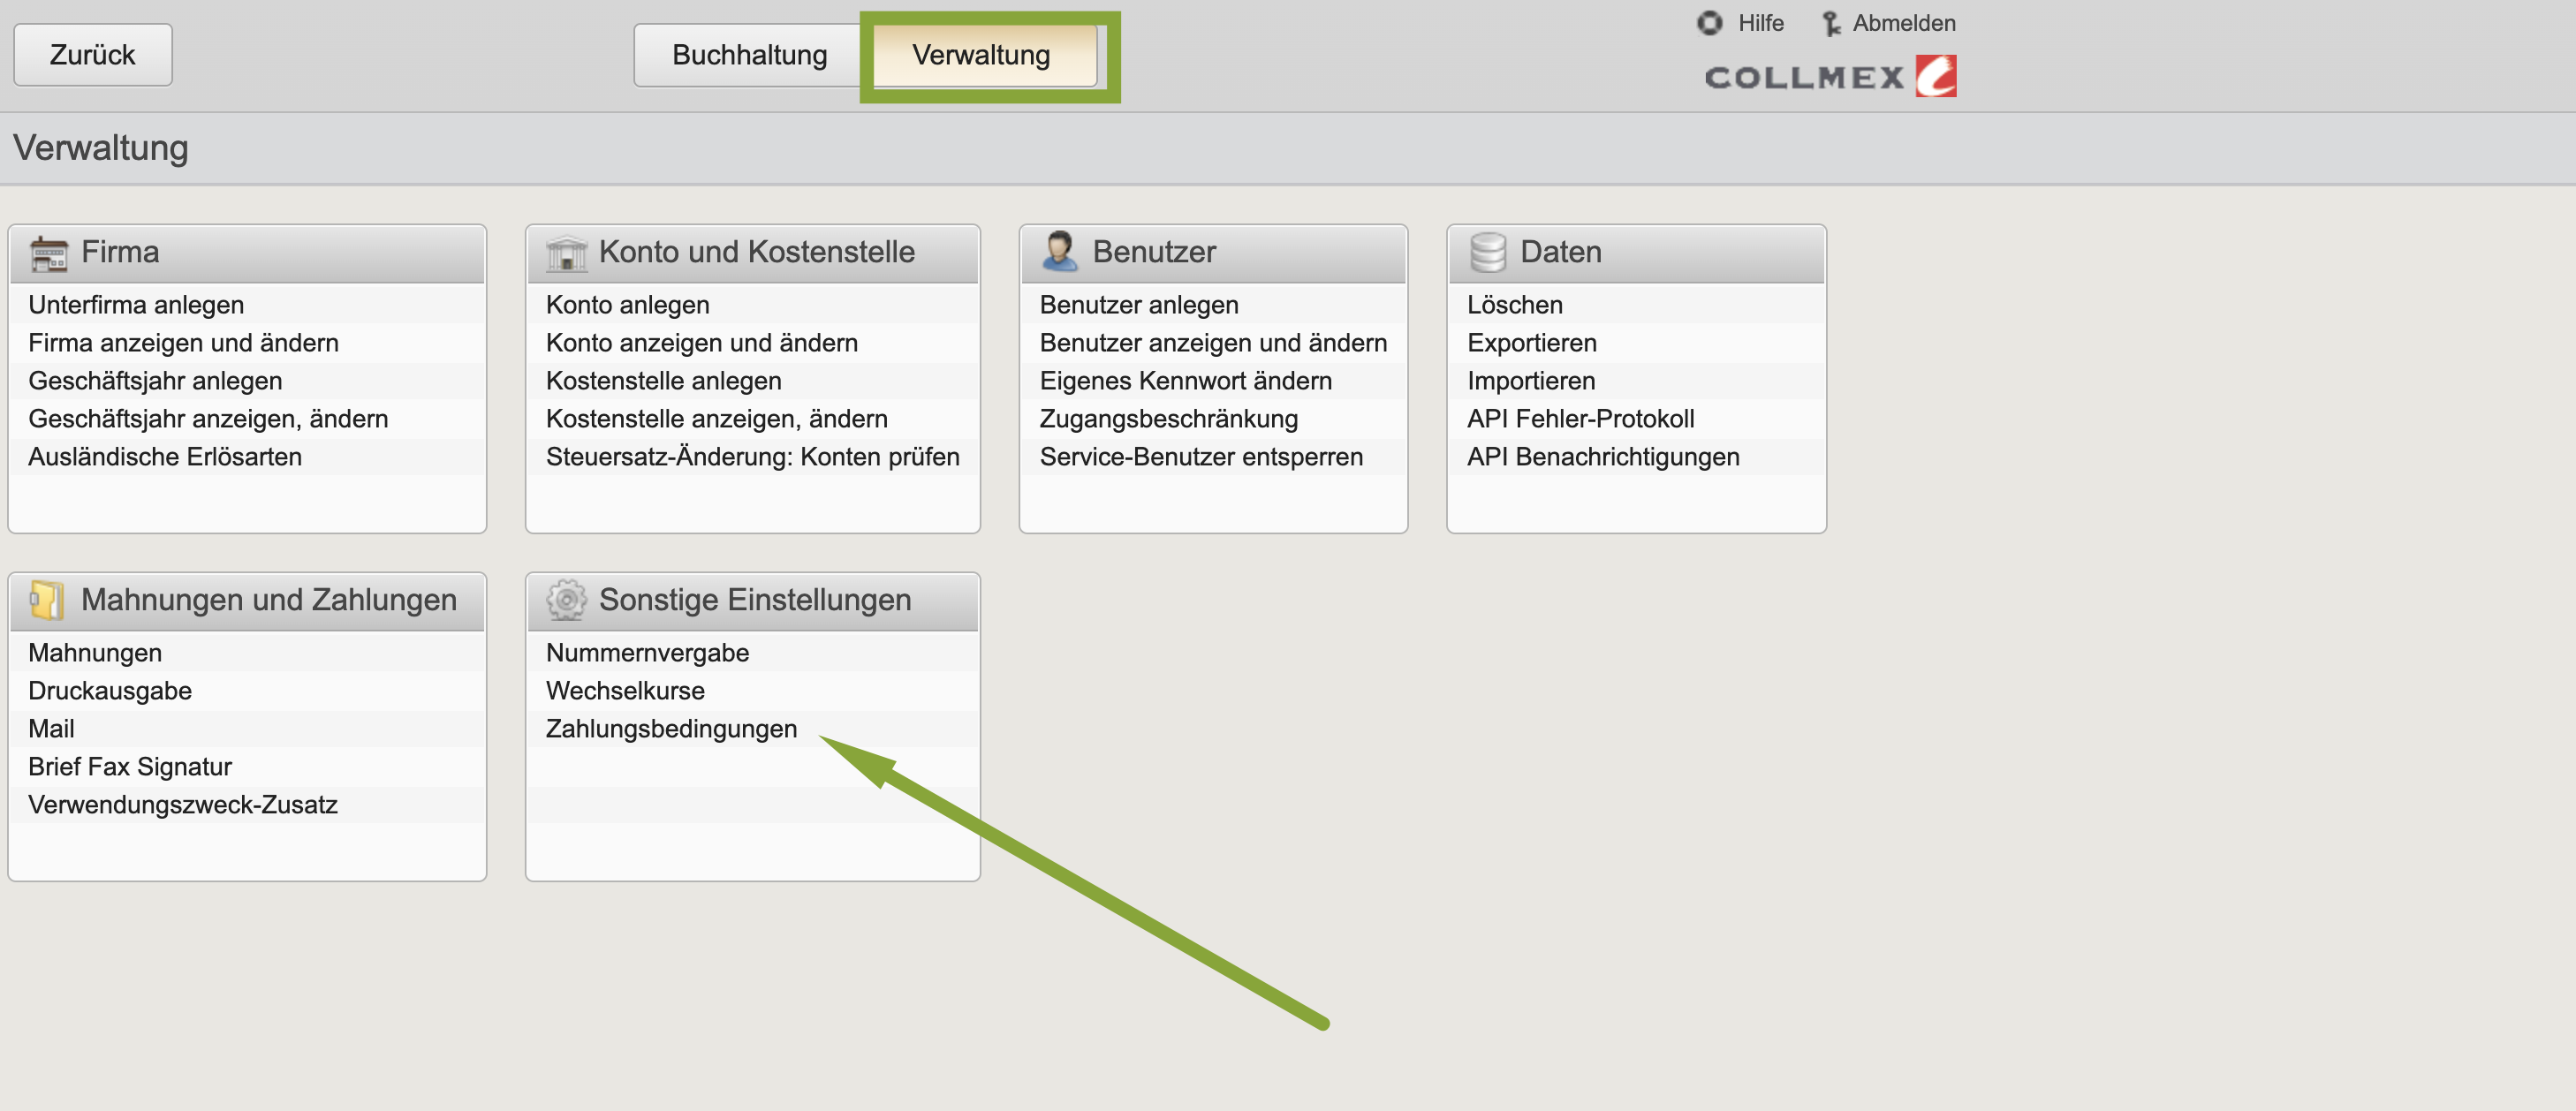 Zurück
Buchhaltung
Verwaltung
Hilfe
Abmelden
COLLMEX
Verwaltung
Firma
Unterfirma anlegen
Firma anzeigen und ändern
Geschäftsjahr anlegen
Geschäftsjahr anzeigen, ändern
Ausländische Erlösarten
Konto und Kostenstelle
Konto anlegen
Konto anzeigen und ändern
Kostenstelle anlegen
Kostenstelle anzeigen, ändern
Steuersatz-Änderung: Konten prüfen
Benutzer
Benutzer anlegen
Benutzer anzeigen und ändern
Eigenes Kennwort ändern
Zugangsbeschränkung
Service-Benutzer entsperren
Daten
Löschen
Exportieren
Importieren
API Fehler-Protokoll
API Benachrichtigungen
Mahnungen und Zahlungen
Mahnungen
Druckausgabe
Mail
Brief Fax Signatur
Verwendungszweck-Zusatz
Sonstige Einstellungen
Nummernvergabe
Wechselkurse
Zahlungsbedingungen